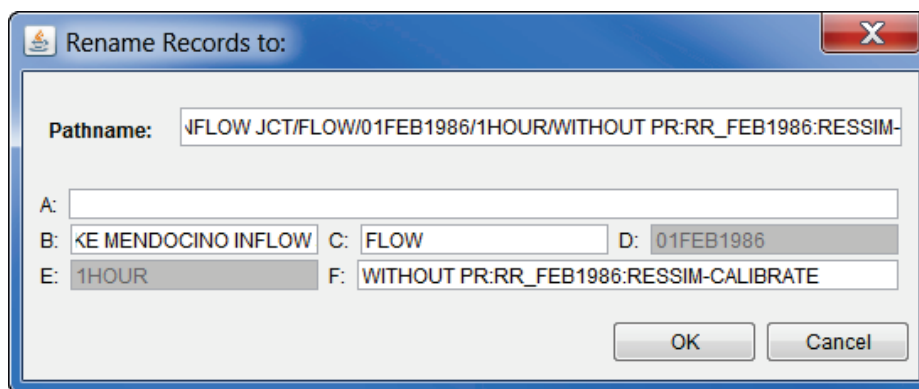 Rename Records to:
X
Pathname: NFLOW JCT/FLOW/01FEB1986/1HOUR/WITHOUT PR:RR_FEB1986:RESSIM-
A:
B: KE MENDOCINO INFLOW C: FLOW D: 01FEB1986
E: 1HOUR F: WITHOUT PR:RR_FEB1986:RESSIM-CALIBRATE
OK Cancel